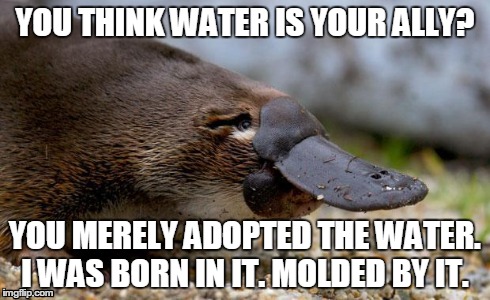 YOU THINK WATER IS YOUR ALLY?
YOU MERELY ADOPTED THE WATER.
I WAS BORN IN IT. MOLDED BY IT.
imgflip.com